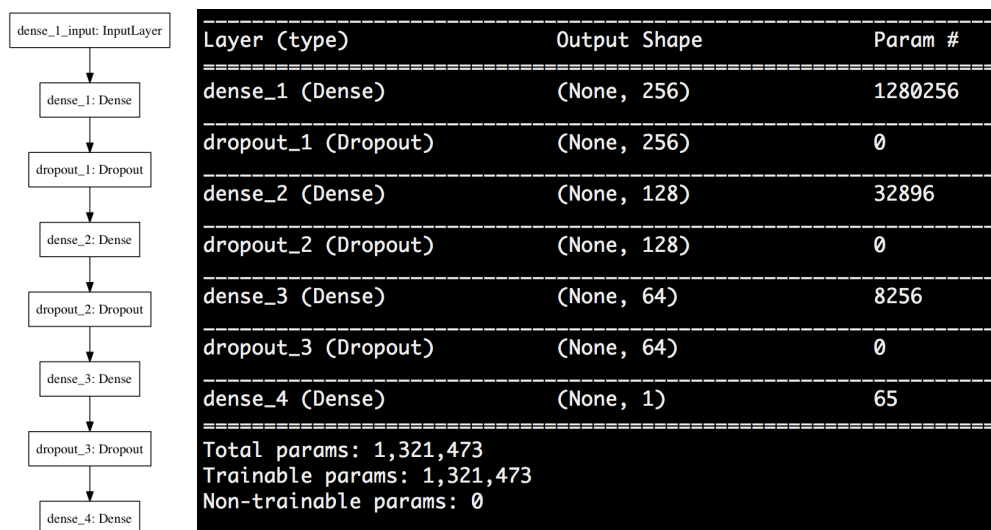 dense_1_input: InputLayer
dense_1: Dense
dropout_1: Dropout
dense_2: Dense
dropout_2: Dropout
dense_3: Dense
dropout_3: Dropout
dense_4: Dense
Layer (type) Output Shape Param #
dense_1 (Dense) (None, 256) 1280256
dropout_1 (Dropout) (None, 256) 0
dense_2 (Dense) (None, 128) 32896
dropout_2 (Dropout) (None, 128) 0
dense_3 (Dense) (None, 64) 8256
dropout_3 (Dropout) (None, 64) 0
dense_4 (Dense) (None, 1) 65
Total params: 1,321,473
Trainable params: 1,321,473
Non-trainable params: 0